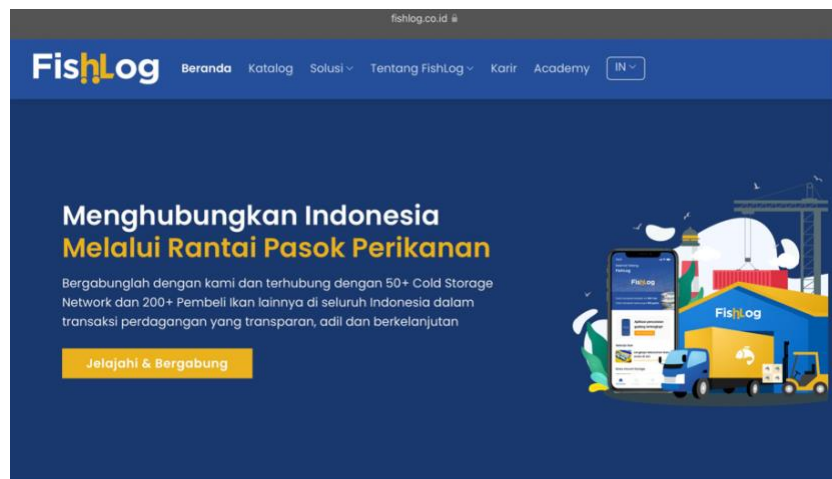 fishlog.co.id
FishLog
Beranda Katalog Solusi Tentang FishLog Karir Academy IN
Menghubungkan Indonesia
Melalui Rantai Pasok Perikanan
Bergabunglah dengan kami dan terhubung dengan 50+ Cold Storage
Network dan 200+ Pembeli Ikan lainnya di seluruh Indonesia dalam
transaksi perdagangan yang transparan, adil dan berkelanjutan
Jelajahi & Bergabung
FishLog
FishLog